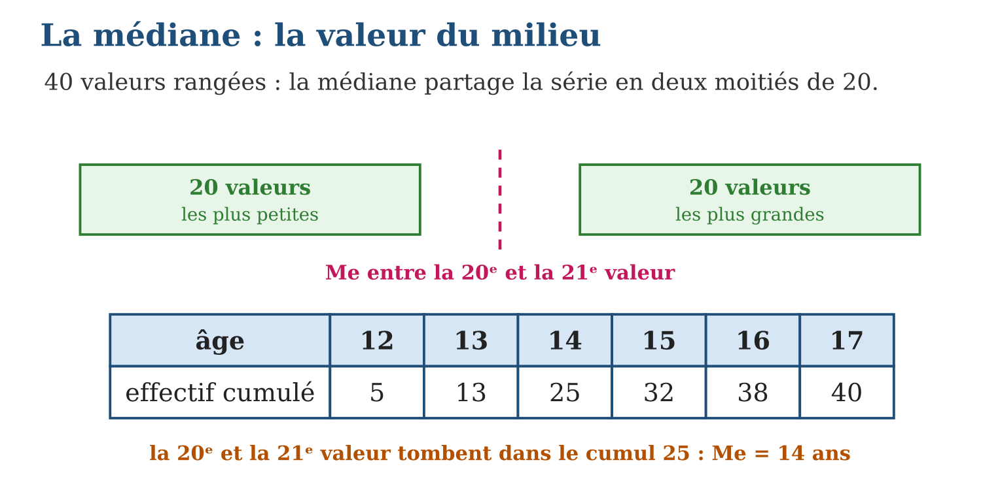 La médiane : la valeur du milieu
40 valeurs rangées : la médiane partage la série en deux moitiés de 20.
20 valeurs
les plus petites
20 valeurs
les plus grandes
Me entre la 20ᵉ et la 21ᵉ valeur
âge 12 13 14 15 16 17
effectif cumulé 5 13 25 32 38 40
la 20ᵉ et la 21ᵉ valeur tombent dans le cumul 25 : Me = 14 ans